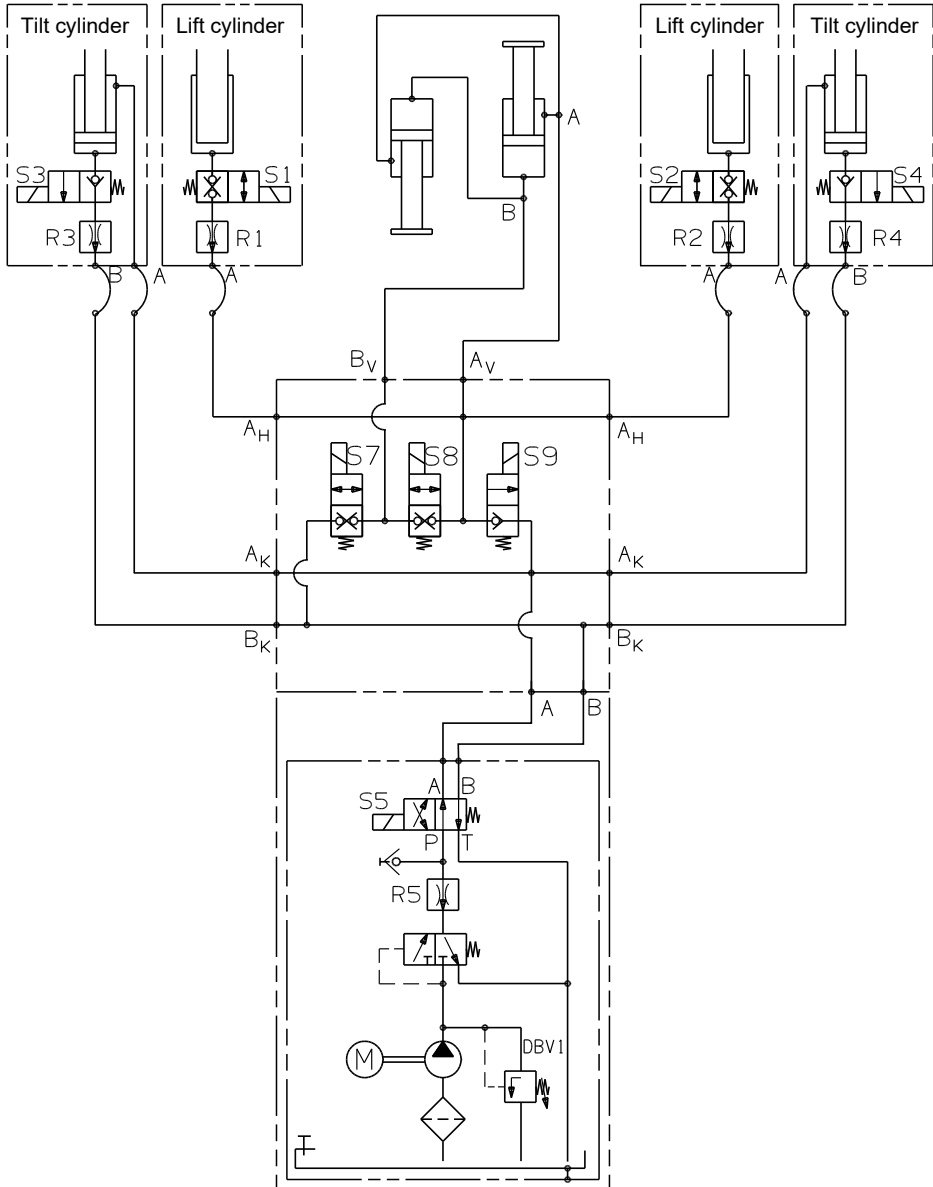 Tilt cylinder Lift cylinder Lift cylinder Tilt cylinder
A
S3 S1 S2 S4
B
R3 R1 R2 R4
B A A A A B
BV AV
AH AH
S7 S8 S9
AK AK
BK BK
A B
A B
S5
P T
R5
DBV1
M
T